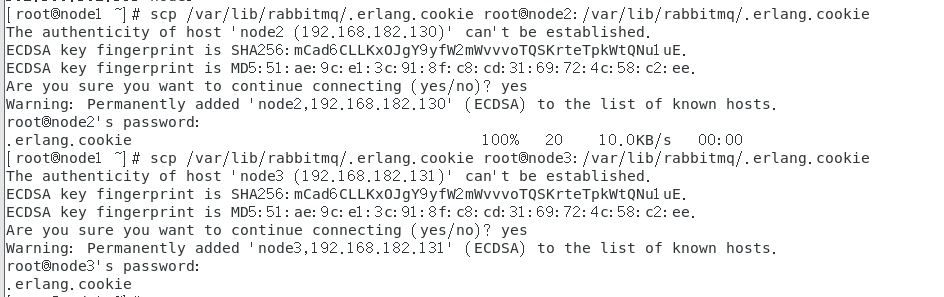 [root@node1 ~]# scp /var/lib/rabbitmq/.erlang.cookie root@node2:/var/lib/rabbitmq/.erlang.cookie
The authenticity of host 'node2 (192.168.182.130)' can't be established.
ECDSA key fingerprint is SHA256:mCad6CLLKxOJgY9yfW2mWvvvoTQSKrteTpkWtQNu1uE.
ECDSA key fingerprint is MD5:51:ae:9c:e1:3c:91:8f:c8:cd:31:69:72:4c:58:c2:ee.
Are you sure you want to continue connecting (yes/no)? yes
Warning: Permanently added 'node2,192.168.182.130' (ECDSA) to the list of known hosts.
root@node2's password:
.erlang.cookie 100% 20 10.0KB/s 00:00
[root@node1 ~]# scp /var/lib/rabbitmq/.erlang.cookie root@node3:/var/lib/rabbitmq/.erlang.cookie
The authenticity of host 'node3 (192.168.182.131)' can't be established.
ECDSA key fingerprint is SHA256:mCad6CLLKxOJgY9yfW2mWvvvoTQSKrteTpkWtQNu1uE.
ECDSA key fingerprint is MD5:51:ae:9c:e1:3c:91:8f:c8:cd:31:69:72:4c:58:c2:ee.
Are you sure you want to continue connecting (yes/no)? yes
Warning: Permanently added 'node3,192.168.182.131' (ECDSA) to the list of known hosts.
root@node3's password:
.erlang.cookie